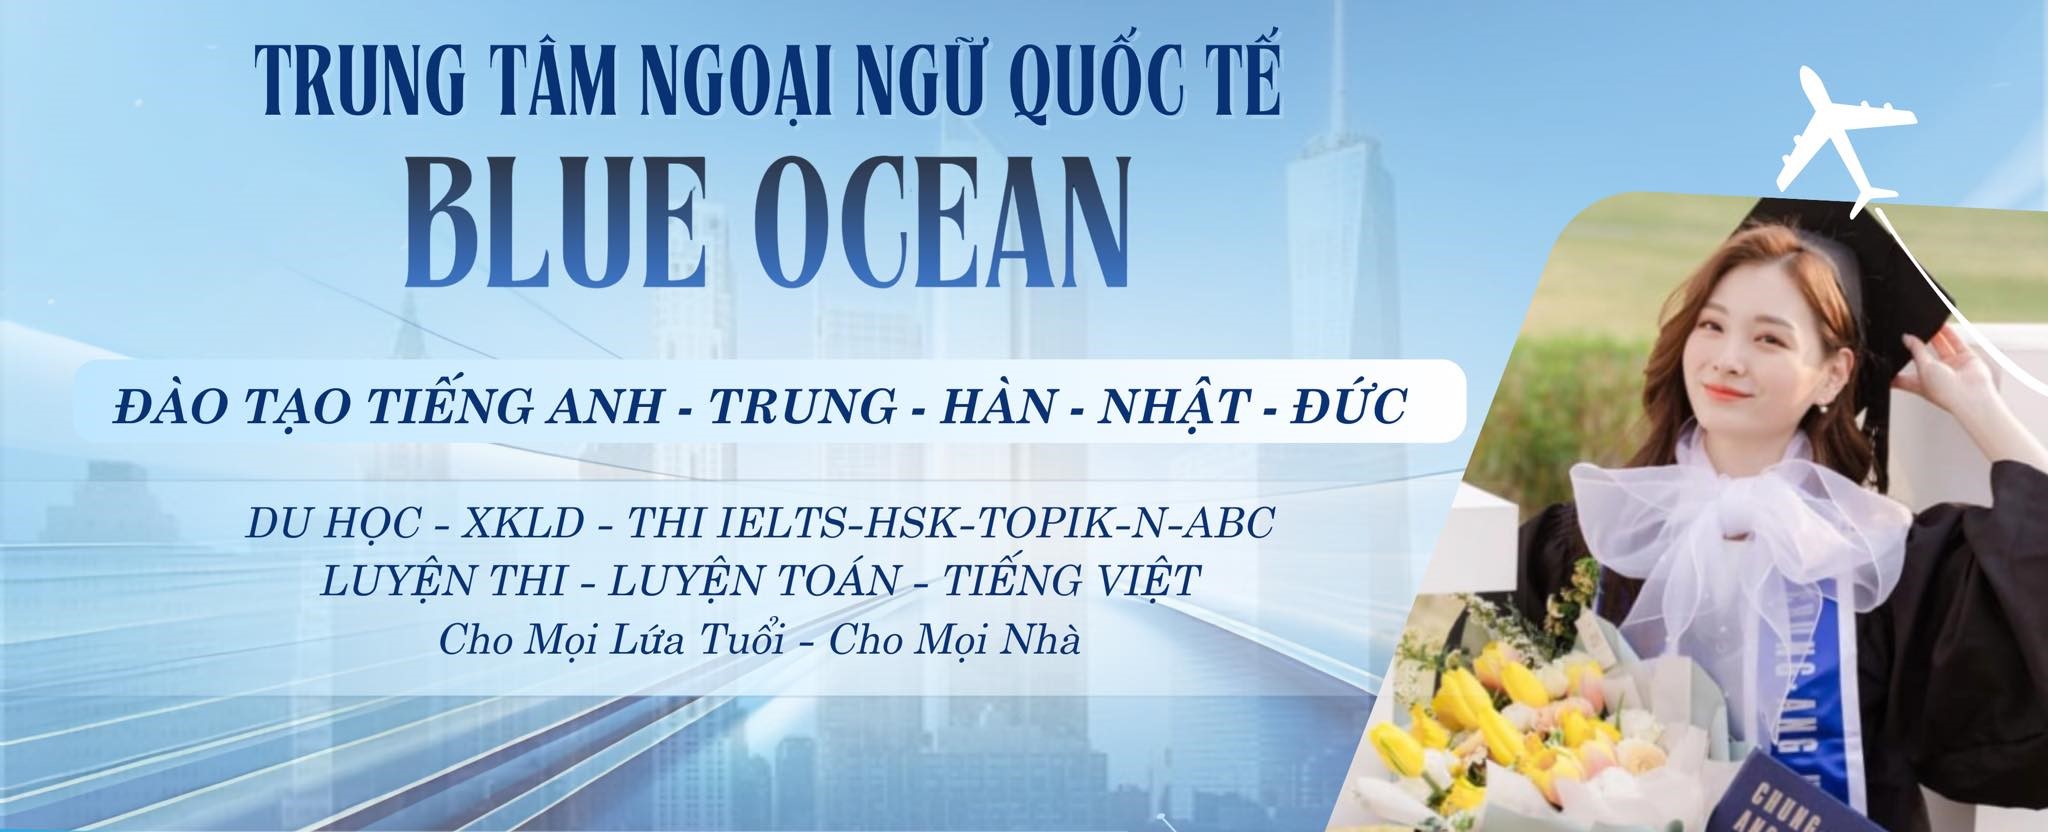 TRUNG TÂM NGOẠI NGỮ QUỐC TẾ
BLUE OCEAN
ĐÀO TẠO TIẾNG ANH - TRUNG - HÀN - NHẬT - ĐỨC
DU HỌC - XKLD - THI IELTS-HSK-TOPIK-N-ABC
LUYỆN THI - LUYỆN TOÁN - TIẾNG VIỆT
Cho Mọi Lứa Tuổi - Cho Mọi Nhà
CHUNG